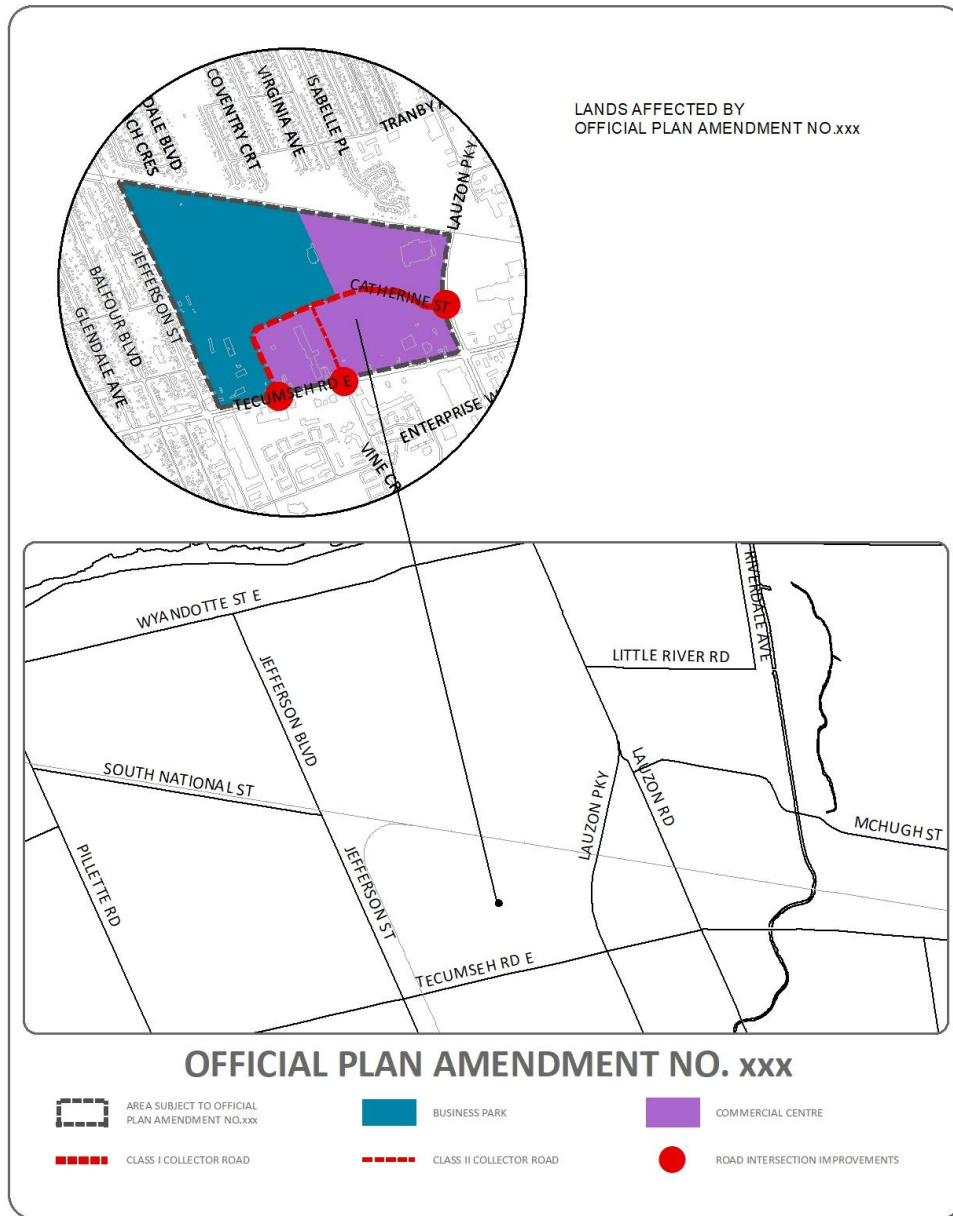 LANDS AFFECTED BY
OFFICIAL PLAN AMENDMENT NO.xxx
DALE BLVD
CH CRES
COVENTRY CRT
VIRGINIA AVE
ISABELLE PL
TRANBY
LAUZON PKY
JEFFERSON ST
BALFOUR BLVD
GLENDALE AVE
CATHERINE ST
TECUMSEH RD E
ENTERPRISE W
VINE CR
WYANDOTTE ST E
RIVERDALE AVE
LITTLE RIVER RD
JEFFERSON BLVD
SOUTH NATIONAL ST
LAUZON RD
LAUZON PKY
MCHUGH ST
PILLETTE RD
JEFFERSON ST
TECUMSEH RD E
OFFICIAL PLAN AMENDMENT NO. xxx
AREA SUBJECT TO OFFICIAL
PLAN AMENDMENT NO.xxx
BUSINESS PARK
COMMERCIAL CENTRE
CLASS I COLLECTOR ROAD
CLASS II COLLECTOR ROAD
ROAD INTERSECTION IMPROVEMENTS